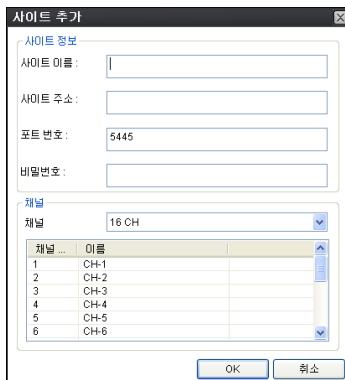 사이트 추가
사이트 정보
사이트 이름 :
사이트 주소 :
포트 번호 : 5445
비밀번호 :
채널
채널 16 CH
채널 ... 이름
1 CH-1
2 CH-2
3 CH-3
4 CH-4
5 CH-5
6 CH-6
OK 취소